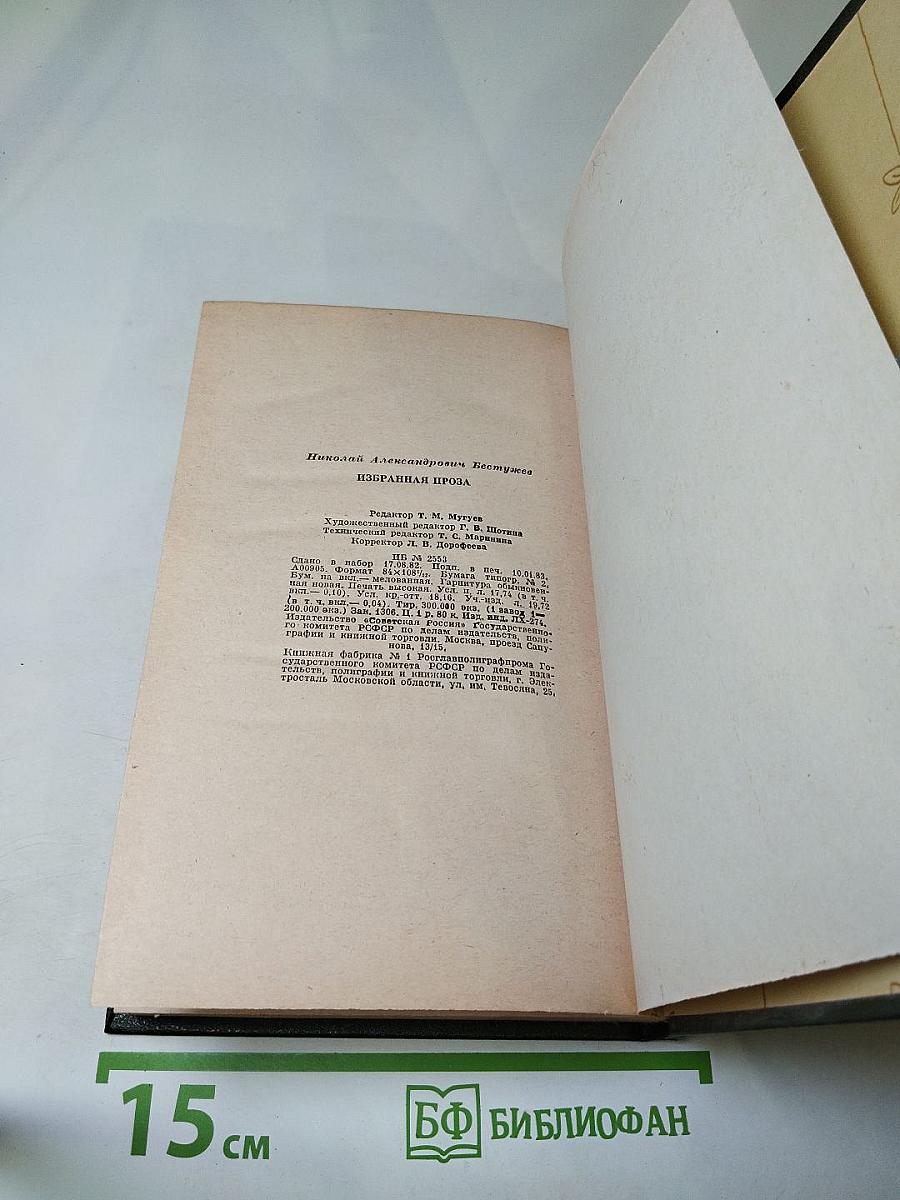 Николай Александрович Бестужев
ИЗБРАННАЯ ПРОЗА
Редактор Т. М. Мугуев
Художественный редактор Г. В. Шотина
Технический редактор Т. С. Маринина
Корректор Л. В. Дорофеева
ИБ № 2553
Сдано в набор 17.08.82. Подп. в печ. 10.01.83.
А00905. Формат 84×108¹/₃₂. Бумага типогр. № 2.
Бум. на вкл.— мелованная. Гарнитура обыкновен-
ная новая. Печать высокая. Усл. п. л. 17,74 (в т. ч.
вкл.— 0,10). Усл. кр.-отт. 18,16. Уч.-изд. л. 19,72
(в т. ч. вкл.— 0,04). Тир. 300.000 экз. (1 завод 1—
200.000 экз.) Зак. 1306. Ц. 1 р. 80 к. Изд. инд. ЛХ-274.
Издательство «Советская Россия» Государственно-
го комитета РСФСР по делам издательств, поли-
графии и книжной торговли. Москва, проезд Сапу-
нова, 13/15.
Книжная фабрика № 1 Росглавполиграфпрома Го-
сударственного комитета РСФСР по делам изда-
тельств, полиграфии и книжной торговли, г. Элек-
тросталь Московской области, ул. им. Тевосяна, 25.
15 см
БФ БИБЛИОФАН